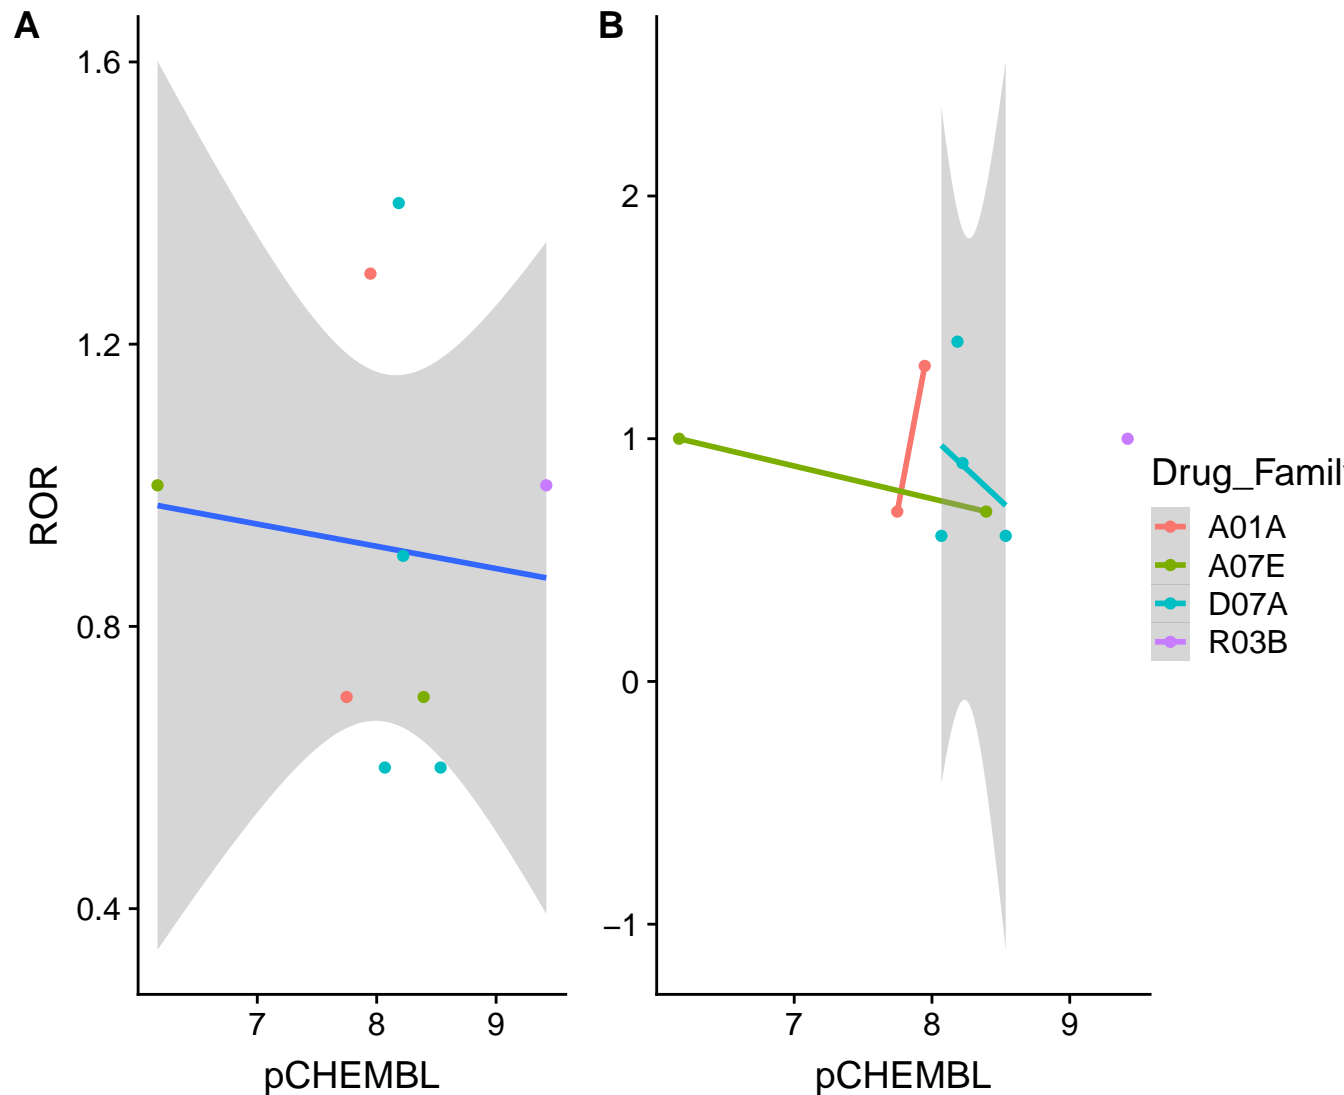 A
B
1.6
1.2
0.8
0.4
ROR
7
8
9
pCHEMBL
2
1
0
−1
7
8
9
pCHEMBL
Drug_Famil
A01A
A07E
D07A
R03B